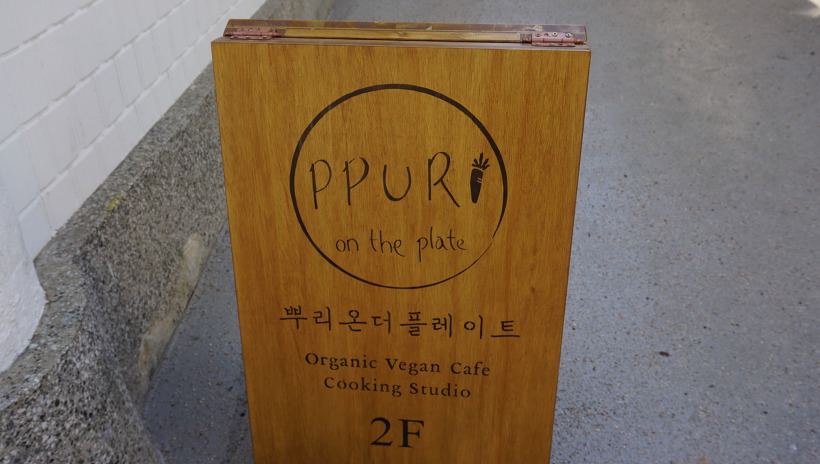 PPURi
on the plate
뿌리온더플레이트
Organic Vegan Cafe
Cooking Studio
2F